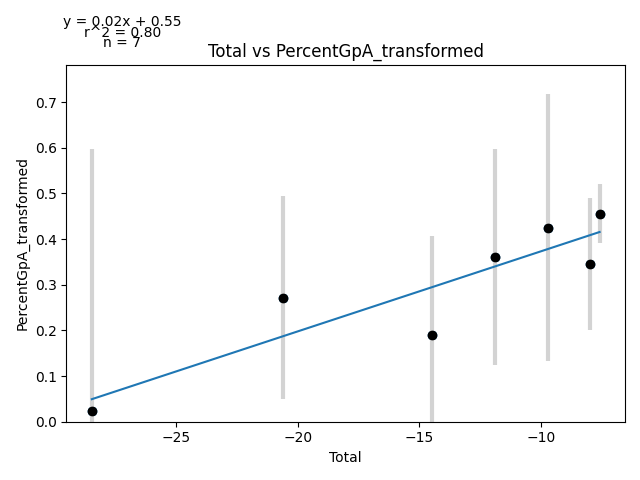 y = 0.02x + 0.55
r^2 = 0.80
n = 7
Total vs PercentGpA_transformed
PercentGpA_transformed
0.7
0.6
0.5
0.4
0.3
0.2
0.1
0.0
−25
−20
−15
−10
Total